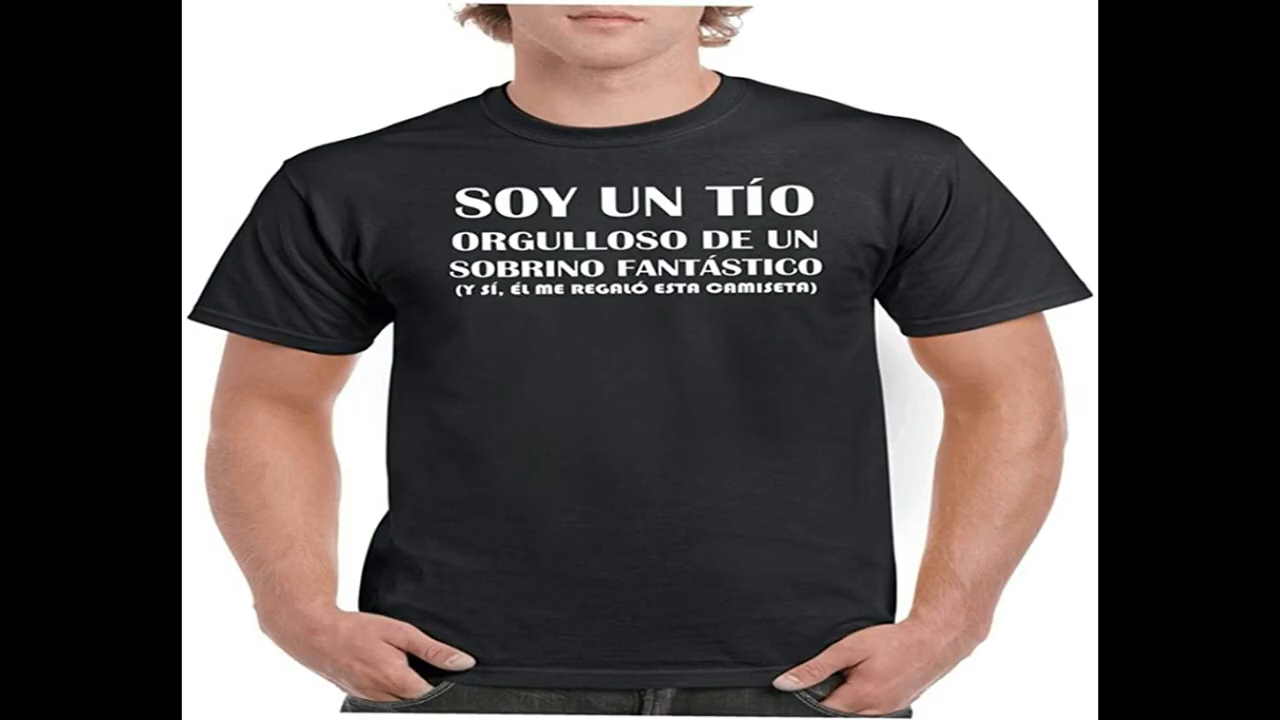 SOY UN TÍO
ORGULLOSO DE UN
SOBRINO FANTÁSTICO
(Y SÍ, ÉL ME REGALÓ ESTA CAMISETA)